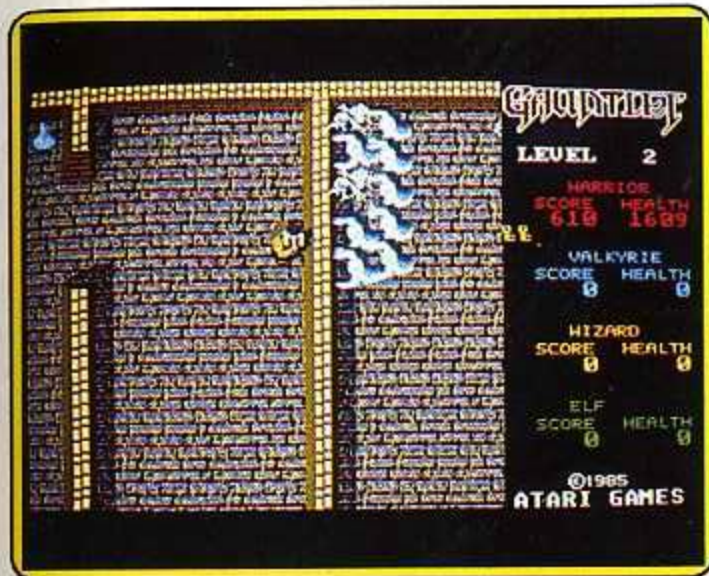 GAUNTLET
LEVEL 2
WARRIOR
SCORE HEALTH
610 1609
VALKYRIE
SCORE HEALTH
0 0
WIZARD
SCORE HEALTH
0 0
ELF
SCORE HEALTH
0 0
©1985
ATARI GAMES